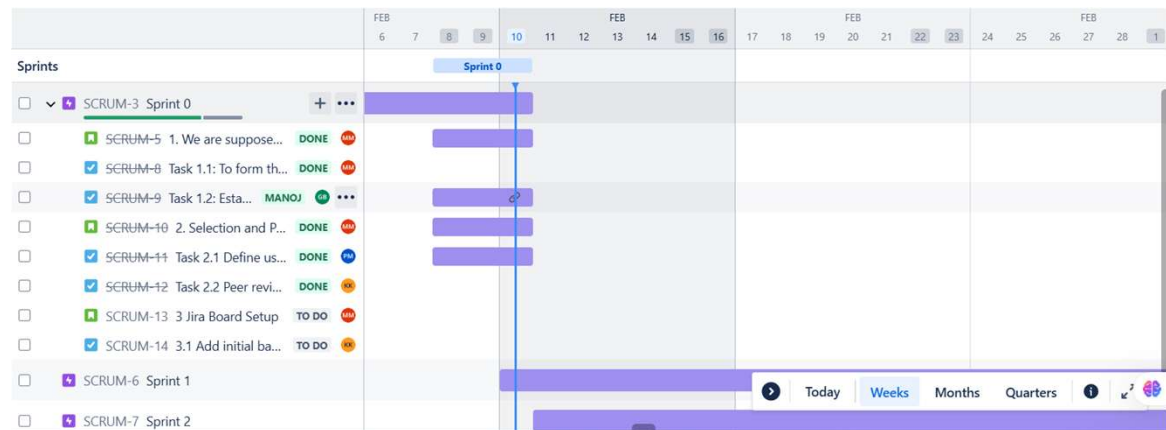 FEB FEB FEB FEB
6 7 8 9 10 11 12 13 14 15 16 17 18 19 20 21 22 23 24 25 26 27 28 1
Sprints Sprint 0
SCRUM-3 Sprint 0 + •••
SCRUM-5 1. We are suppose... DONE MM
SCRUM-8 Task 1.1: To form th... DONE MM
SCRUM-9 Task 1.2: Esta... MANOJ GB •••
SCRUM-10 2. Selection and P... DONE MM
SCRUM-11 Task 2.1 Define us... DONE PM
SCRUM-12 Task 2.2 Peer revi... DONE KK
SCRUM-13 3 Jira Board Setup TO DO MM
SCRUM-14 3.1 Add initial ba... TO DO KK
SCRUM-6 Sprint 1
Today Weeks Months Quarters
SCRUM-7 Sprint 2